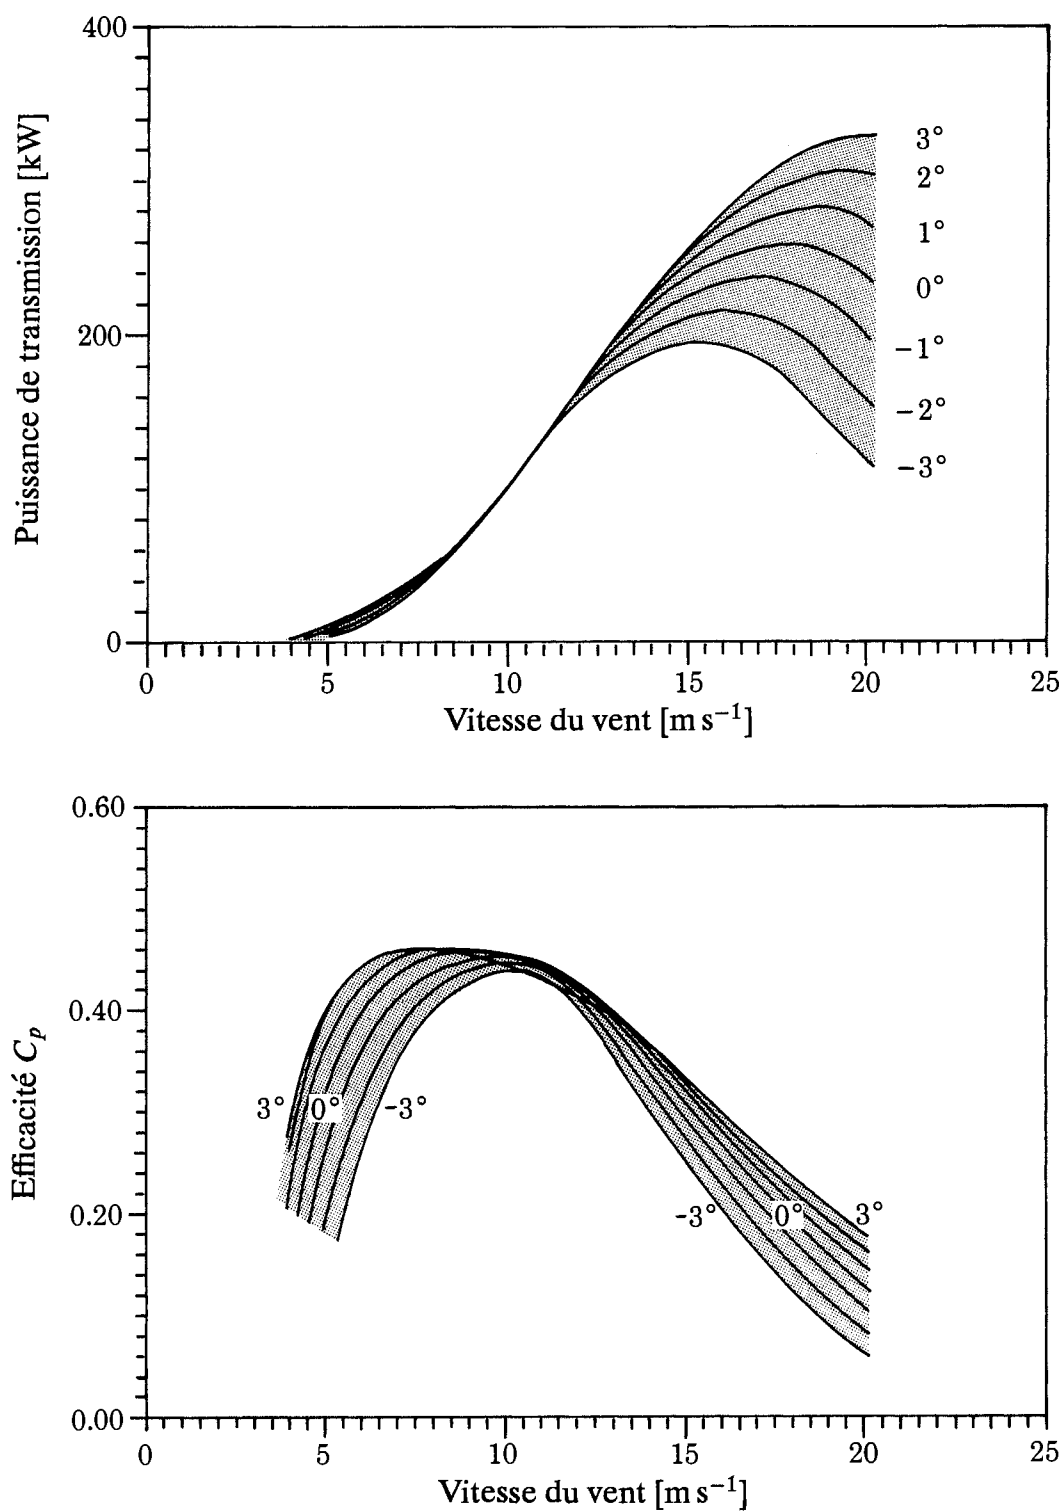 400
200
0
Puissance de transmission [kW]
3°
2°
1°
0°
−1°
−2°
−3°
0 5 10 15 20 25
Vitesse du vent [m s⁻¹]
0.60
0.40
0.20
0.00
Efficacité Cₚ
3° 0° -3°
-3° 0° 3°
0 5 10 15 20 25
Vitesse du vent [m s⁻¹]